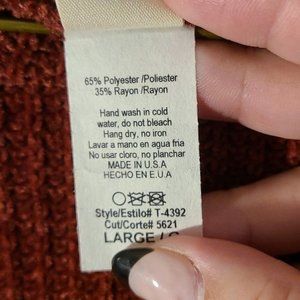 65% Polyester /Poliester
35% Rayon /Rayon
Hand wash in cold
water, do not bleach
Hang dry, no iron
Lavar a mano en agua fria
No usar cloro, no planchar
MADE IN U.S.A
HECHO EN E.U.A
Style/Estilo# T-4392
Cut/Corte# 5621
LARGE / G